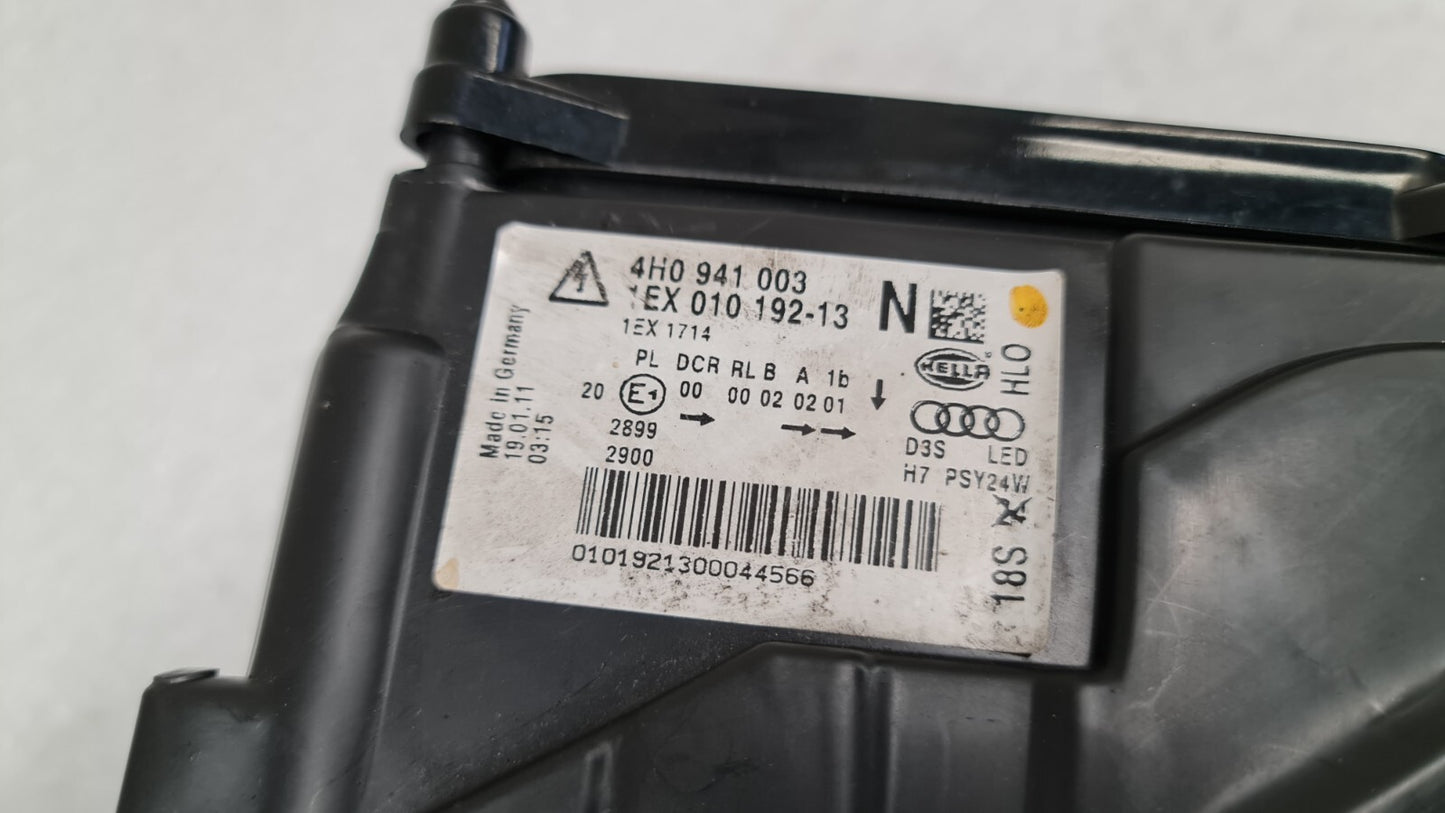 4H0 941 003
1EX 010 192-13
1EX 1714
N
HELLA
HLO
PL DCR RL B A 1b
20 E1 00 00 02 02 01
2899
2900
D3S LED
H7 PSY24W
18S X
Made in Germany
19.01.11
03:15
0101921300044566